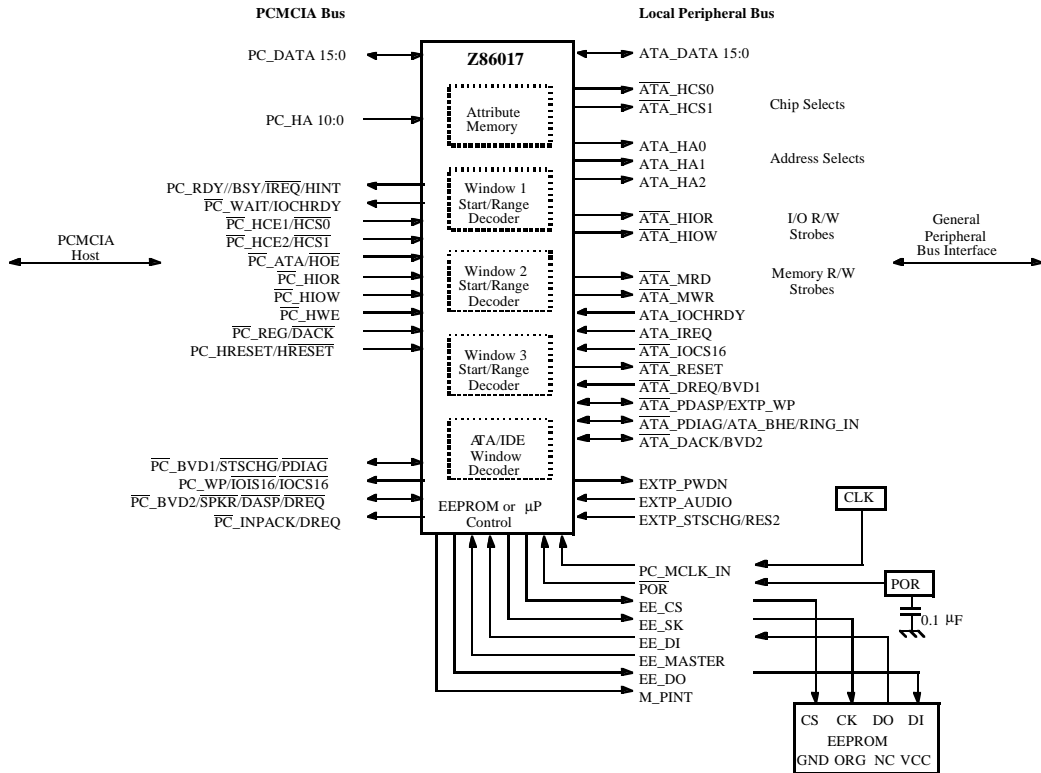 PCMCIA Bus
Local Peripheral Bus
PC_DATA 15:0
PC_HA 10:0
PC_RDY//BSY/IREQ/HINT
PC_WAIT/IOCHRDY
PC_HCE1/HCS0
PC_HCE2/HCS1
PC_ATA/HOE
PC_HIOR
PC_HIOW
PC_HWE
PC_REG/DACK
PC_HRESET/HRESET
PCMCIA
Host
PC_BVD1/STSCHG/PDIAG
PC_WP/IOIS16/IOCS16
PC_BVD2/SPKR/DASP/DREQ
PC_INPACK/DREQ
Z86017
Attribute
Memory
Window 1
Start/Range
Decoder
Window 2
Start/Range
Decoder
Window 3
Start/Range
Decoder
ATA/IDE
Window
Decoder
EEPROM or µP
Control
ATA_DATA 15:0
ATA_HCS0
ATA_HCS1
Chip Selects
ATA_HA0
ATA_HA1
ATA_HA2
Address Selects
ATA_HIOR
ATA_HIOW
I/O R/W
Strobes
ATA_MRD
ATA_MWR
Memory R/W
Strobes
ATA_IOCHRDY
ATA_IREQ
ATA_IOCS16
ATA_RESET
ATA_DREQ/BVD1
ATA_PDASP/EXTP_WP
ATA_PDIAG/ATA_BHE/RING_IN
ATA_DACK/BVD2
General
Peripheral
Bus Interface
EXTP_PWDN
EXTP_AUDIO
EXTP_STSCHG/RES2
CLK
PC_MCLK_IN
POR
EE_CS
EE_SK
EE_DI
EE_MASTER
EE_DO
M_PINT
POR
0.1 µF
CS CK DO DI
EEPROM
GND ORG NC VCC